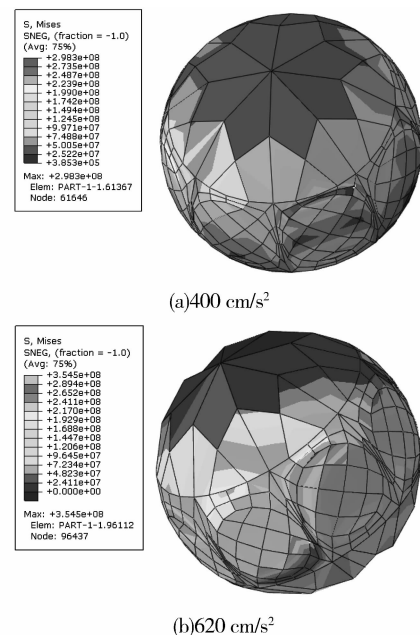 S, Mises
SNEG, (fraction = -1.0)
(Avg: 75%)
+2.983e+08
+2.735e+08
+2.487e+08
+2.239e+08
+1.990e+08
+1.742e+08
+1.494e+08
+1.245e+08
+9.971e+07
+7.488e+07
+5.005e+07
+2.522e+07
+3.853e+05
Max: +2.983e+08
Elem: PART-1-1.61367
Node: 61646
(a)400 cm/s²
S, Mises
SNEG, (fraction = -1.0)
(Avg: 75%)
+3.545e+08
+2.894e+08
+2.652e+08
+2.411e+08
+2.170e+08
+1.929e+08
+1.688e+08
+1.447e+08
+1.206e+08
+9.645e+07
+7.234e+07
+4.823e+07
+2.411e+07
+0.000e+00
Max: +3.545e+08
Elem: PART-1-1.96112
Node: 96437
(b)620 cm/s²